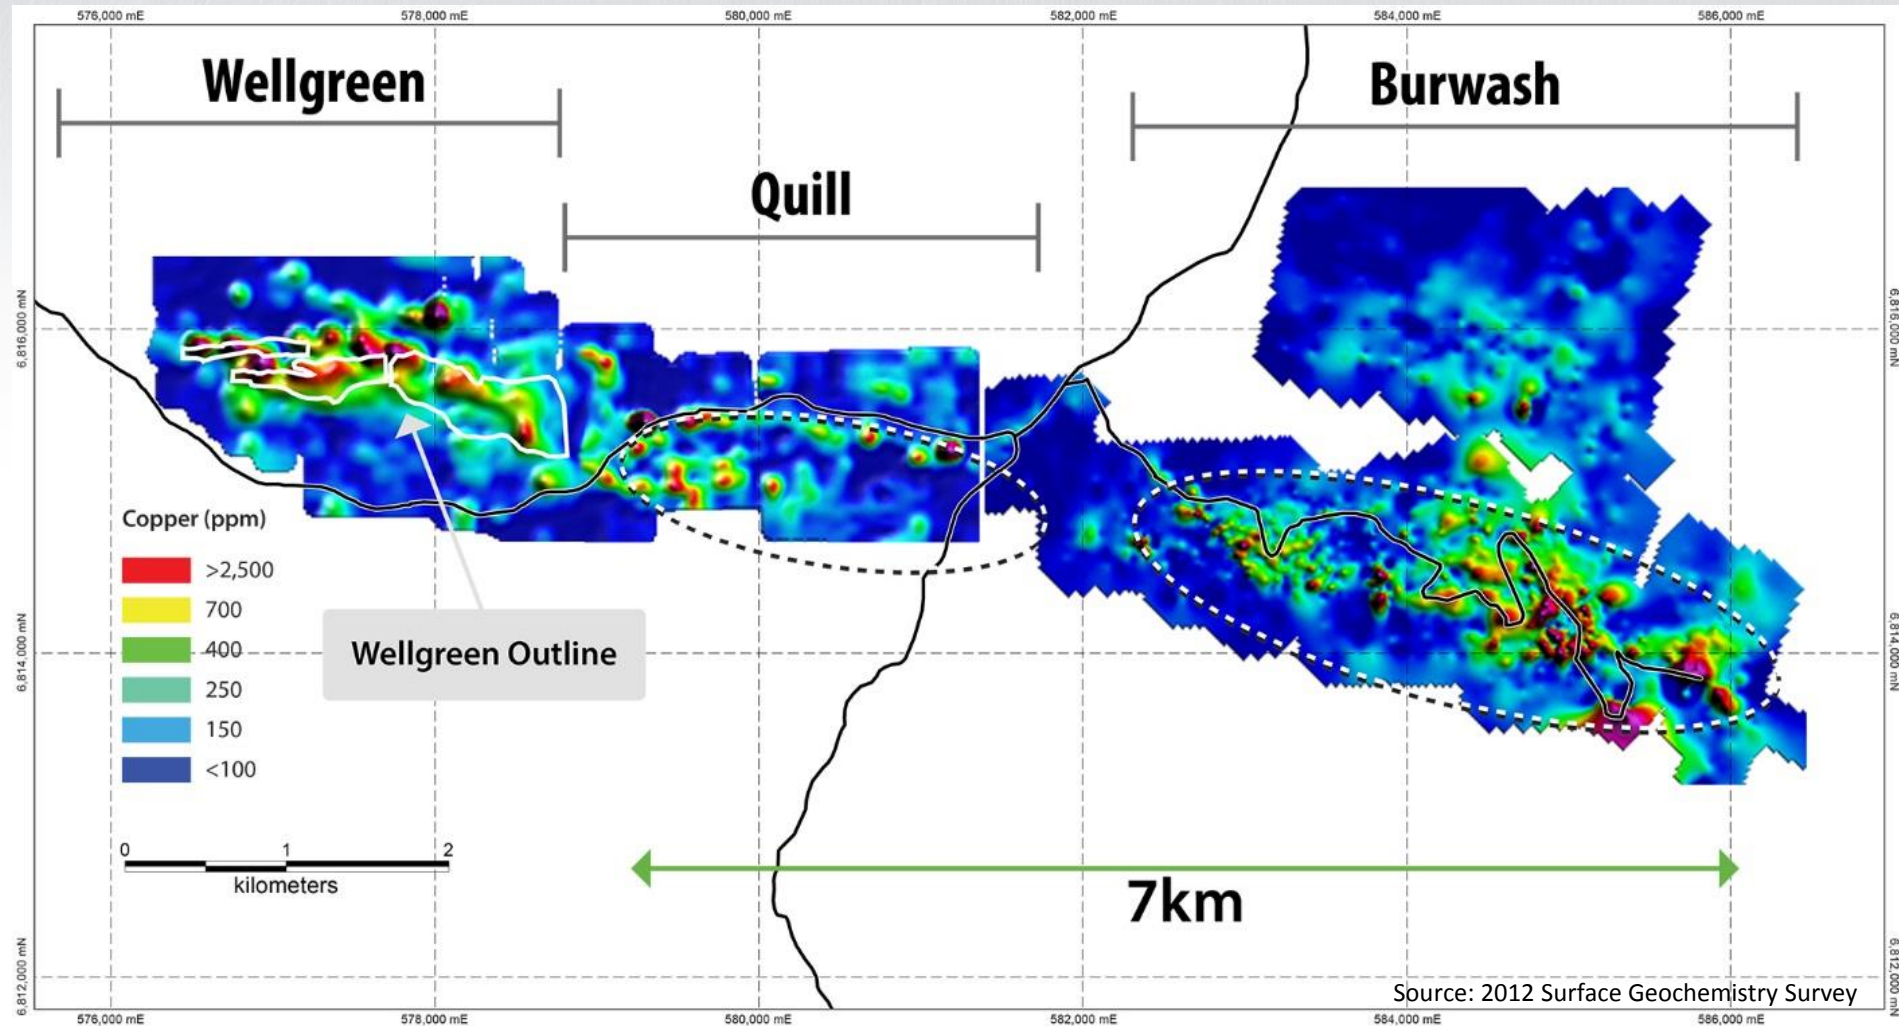 576,000 mE
578,000 mE
580,000 mE
582,000 mE
584,000 mE
586,000 mE
Wellgreen
Burwash
Quill
6,816,000 mN
6,816,000 mN
Copper (ppm)
>2,500
700
400
250
150
<100
Wellgreen Outline
6,814,000 mN
6,814,000 mN
0 1 2
kilometers
7km
6,812,000 mN
6,812,000 mN
Source: 2012 Surface Geochemistry Survey
576,000 mE
578,000 mE
580,000 mE
582,000 mE
584,000 mE
586,000 mE